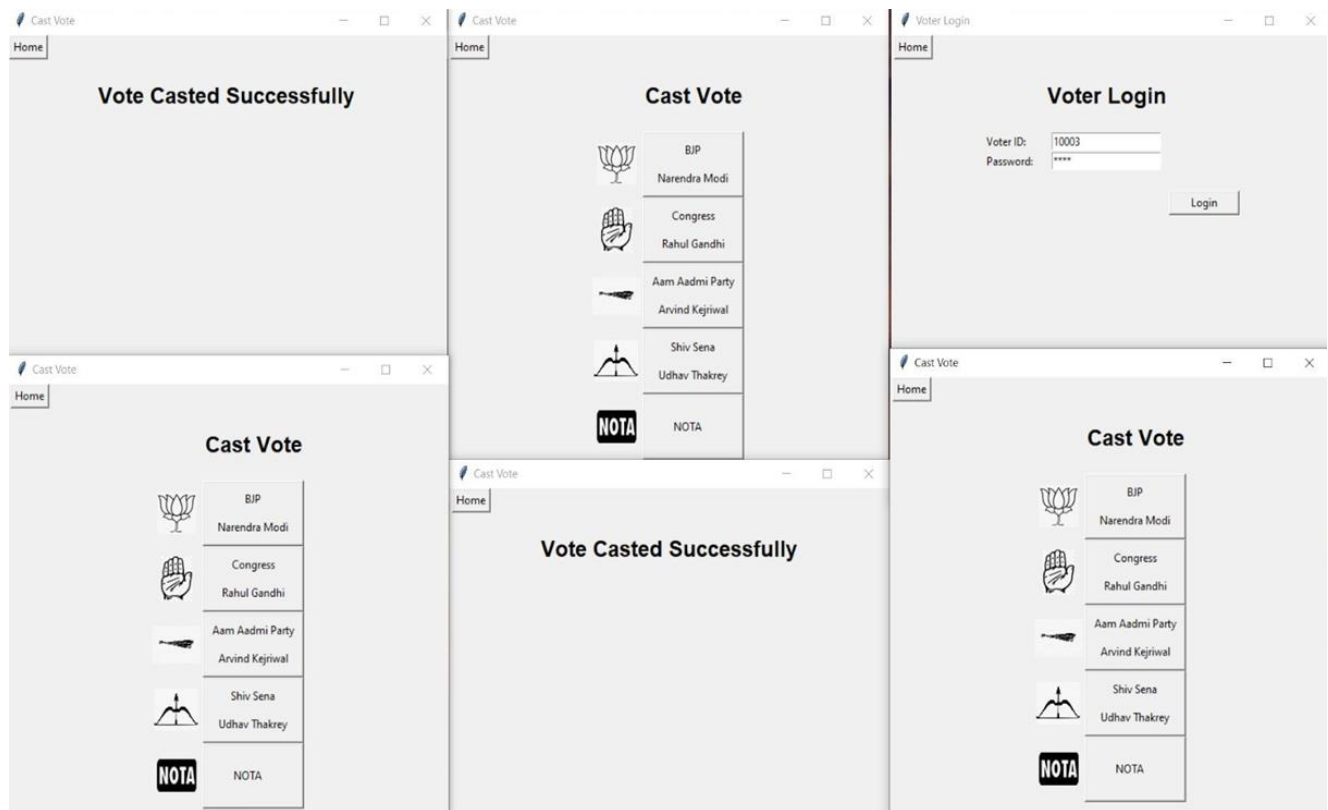 Cast Vote
Home
Vote Casted Successfully
Cast Vote
Home
Cast Vote
BJP
Narendra Modi
Congress
Rahul Gandhi
Aam Aadmi Party
Arvind Kejriwal
Shiv Sena
Udhav Thakrey
NOTA
NOTA
Voter Login
Home
Voter Login
Voter ID: 10003
Password: ****
Login
Cast Vote
Home
Cast Vote
BJP
Narendra Modi
Congress
Rahul Gandhi
Aam Aadmi Party
Arvind Kejriwal
Shiv Sena
Udhav Thakrey
NOTA
NOTA
Cast Vote
Home
Vote Casted Successfully
Cast Vote
Home
Cast Vote
BJP
Narendra Modi
Congress
Rahul Gandhi
Aam Aadmi Party
Arvind Kejriwal
Shiv Sena
Udhav Thakrey
NOTA
NOTA